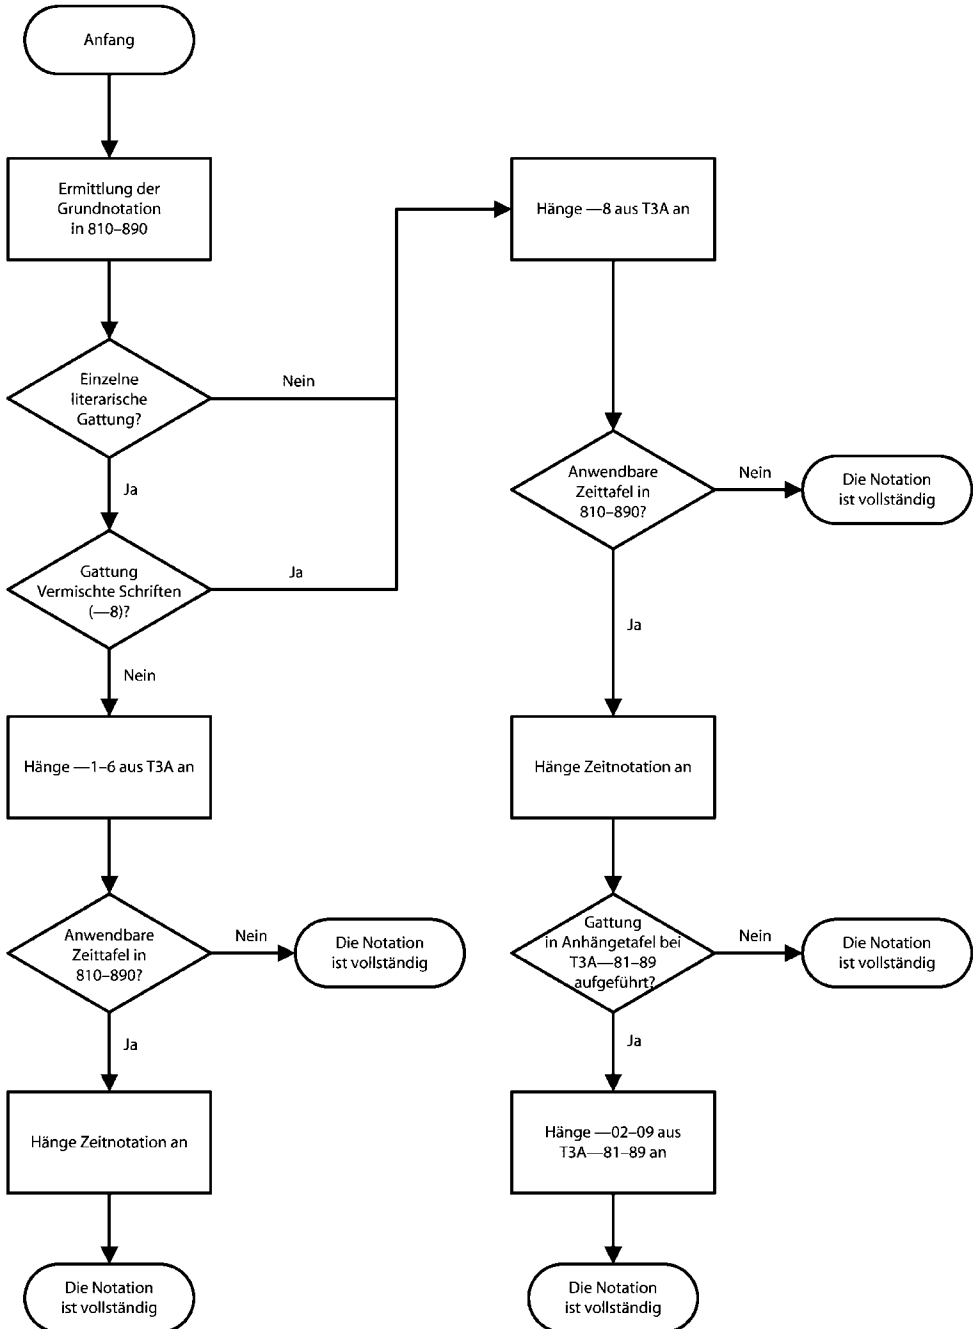 Anfang
Ermittlung der
Grundnotation
in 810–890
Einzelne
literarische
Gattung?
Nein
Ja
Gattung
Vermischte Schriften
(—8)?
Ja
Nein
Hänge —1–6 aus T3A an
Anwendbare
Zeittafel in
810–890?
Nein
Die Notation
ist vollständig
Ja
Hänge Zeitnotation an
Die Notation
ist vollständig
Hänge —8 aus T3A an
Anwendbare
Zeittafel in
810–890?
Nein
Die Notation
ist vollständig
Ja
Hänge Zeitnotation an
Gattung
in Anhängetafel bei
T3A—81–89
aufgeführt?
Nein
Die Notation
ist vollständig
Ja
Hänge —02–09 aus
T3A—81–89 an
Die Notation
ist vollständig